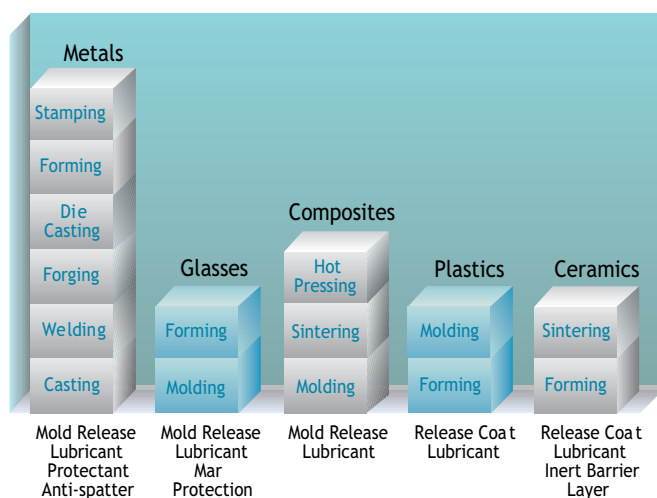 Metals
Stamping
Forming
Die
Casting
Forging
Welding
Casting
Mold Release
Lubricant
Protectant
Anti-spatter
Glasses
Forming
Molding
Mold Release
Lubricant
Mar
Protection
Composites
Hot
Pressing
Sintering
Molding
Mold Release
Lubricant
Plastics
Molding
Forming
Release Coat
Lubricant
Ceramics
Sintering
Forming
Release Coat
Lubricant
Inert Barrier
Layer